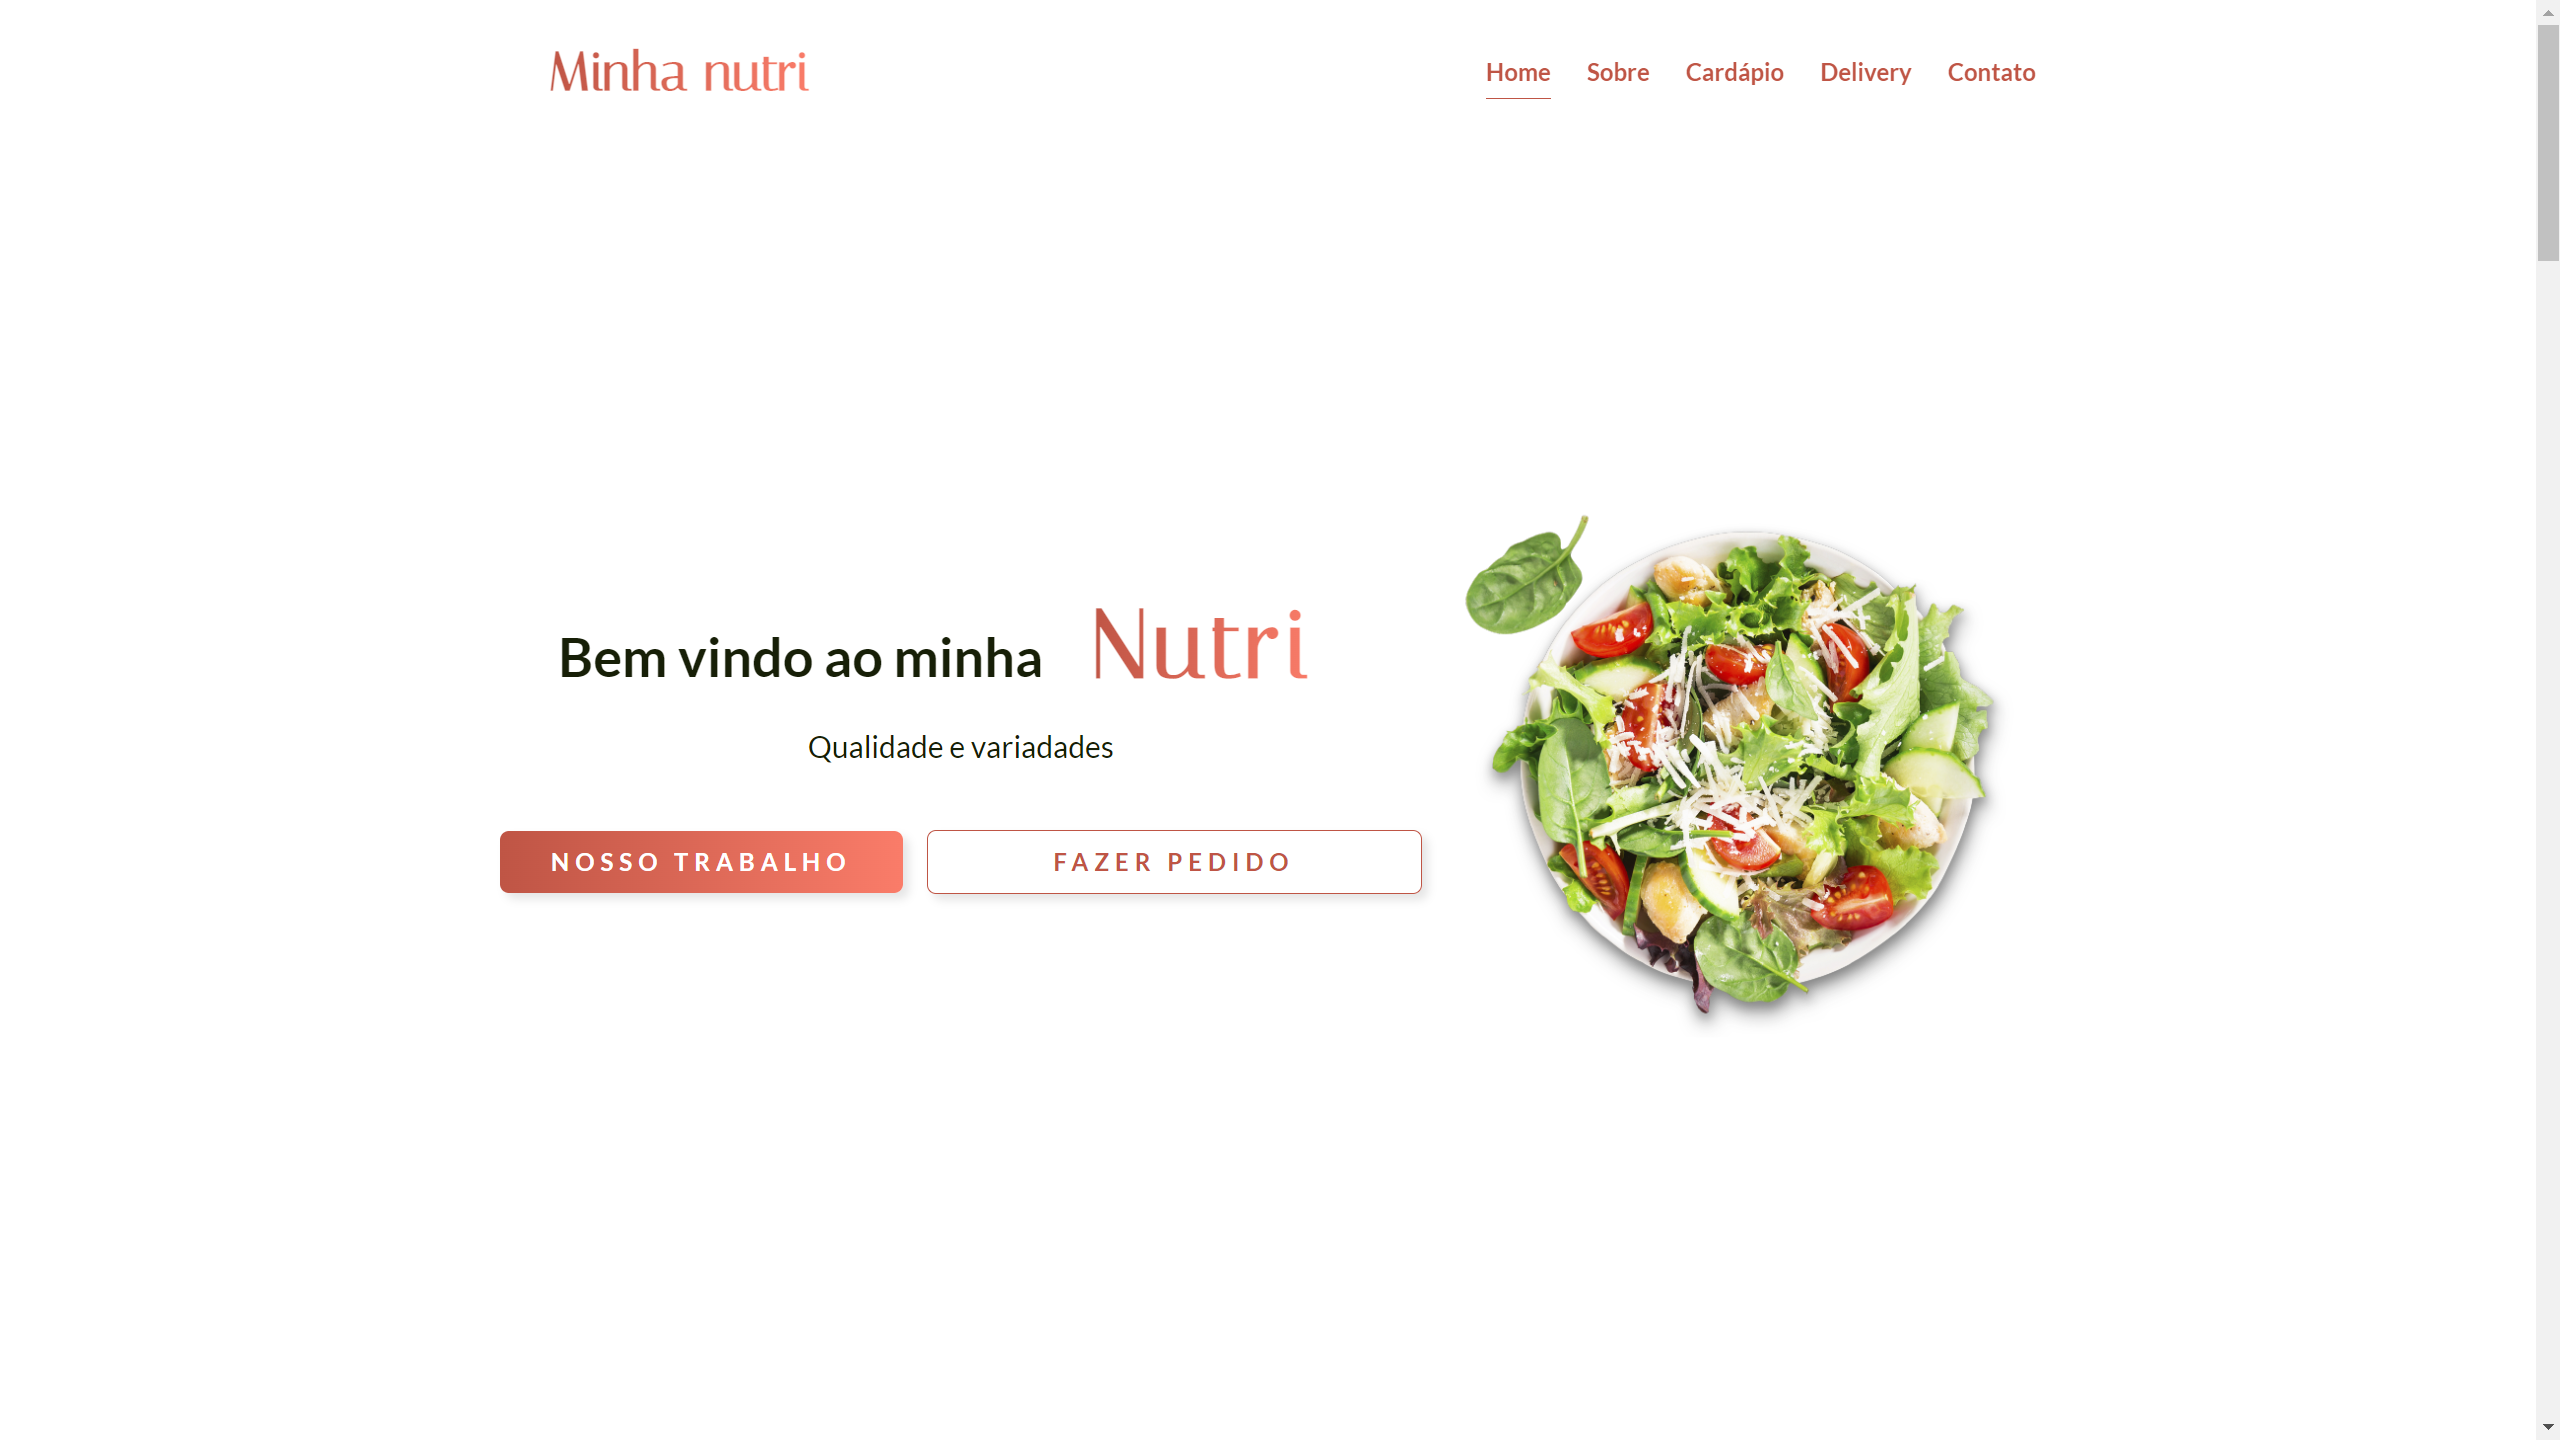 Minha nutri
Home Sobre Cardápio Delivery Contato
Bem vindo ao minha Nutri
Qualidade e variadades
NOSSO TRABALHO FAZER PEDIDO